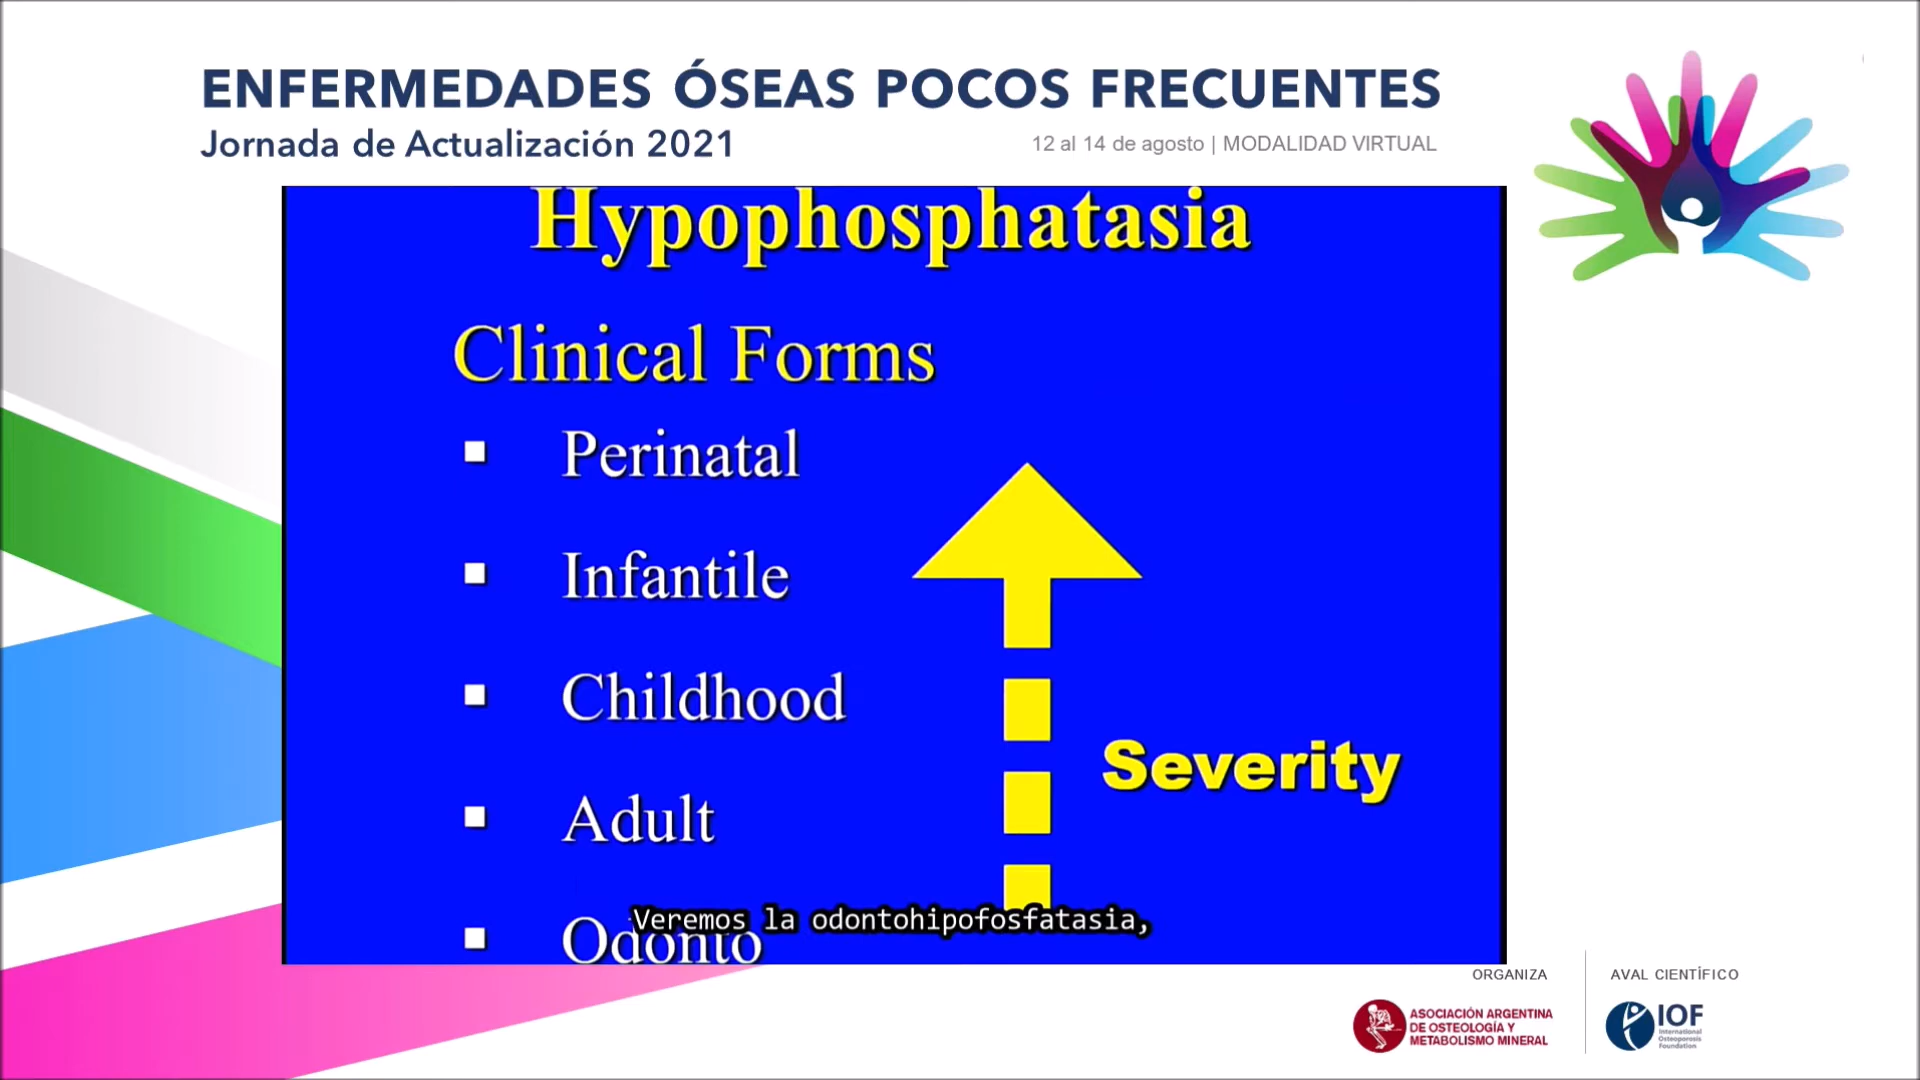 ENFERMEDADES ÓSEAS POCOS FRECUENTES
Jornada de Actualización 2021
12 al 14 de agosto | MODALIDAD VIRTUAL
Hypophosphatasia
Clinical Forms
Perinatal
Infantile
Childhood
Adult
Severity
Odonto
Veremos la odontohipofosfatasia,
ORGANIZA
AVAL CIENTÍFICO
ASOCIACIÓN ARGENTINA
DE OSTEOLOGÍA Y
METABOLISMO MINERAL
IOF
International
Osteoporosis
Foundation